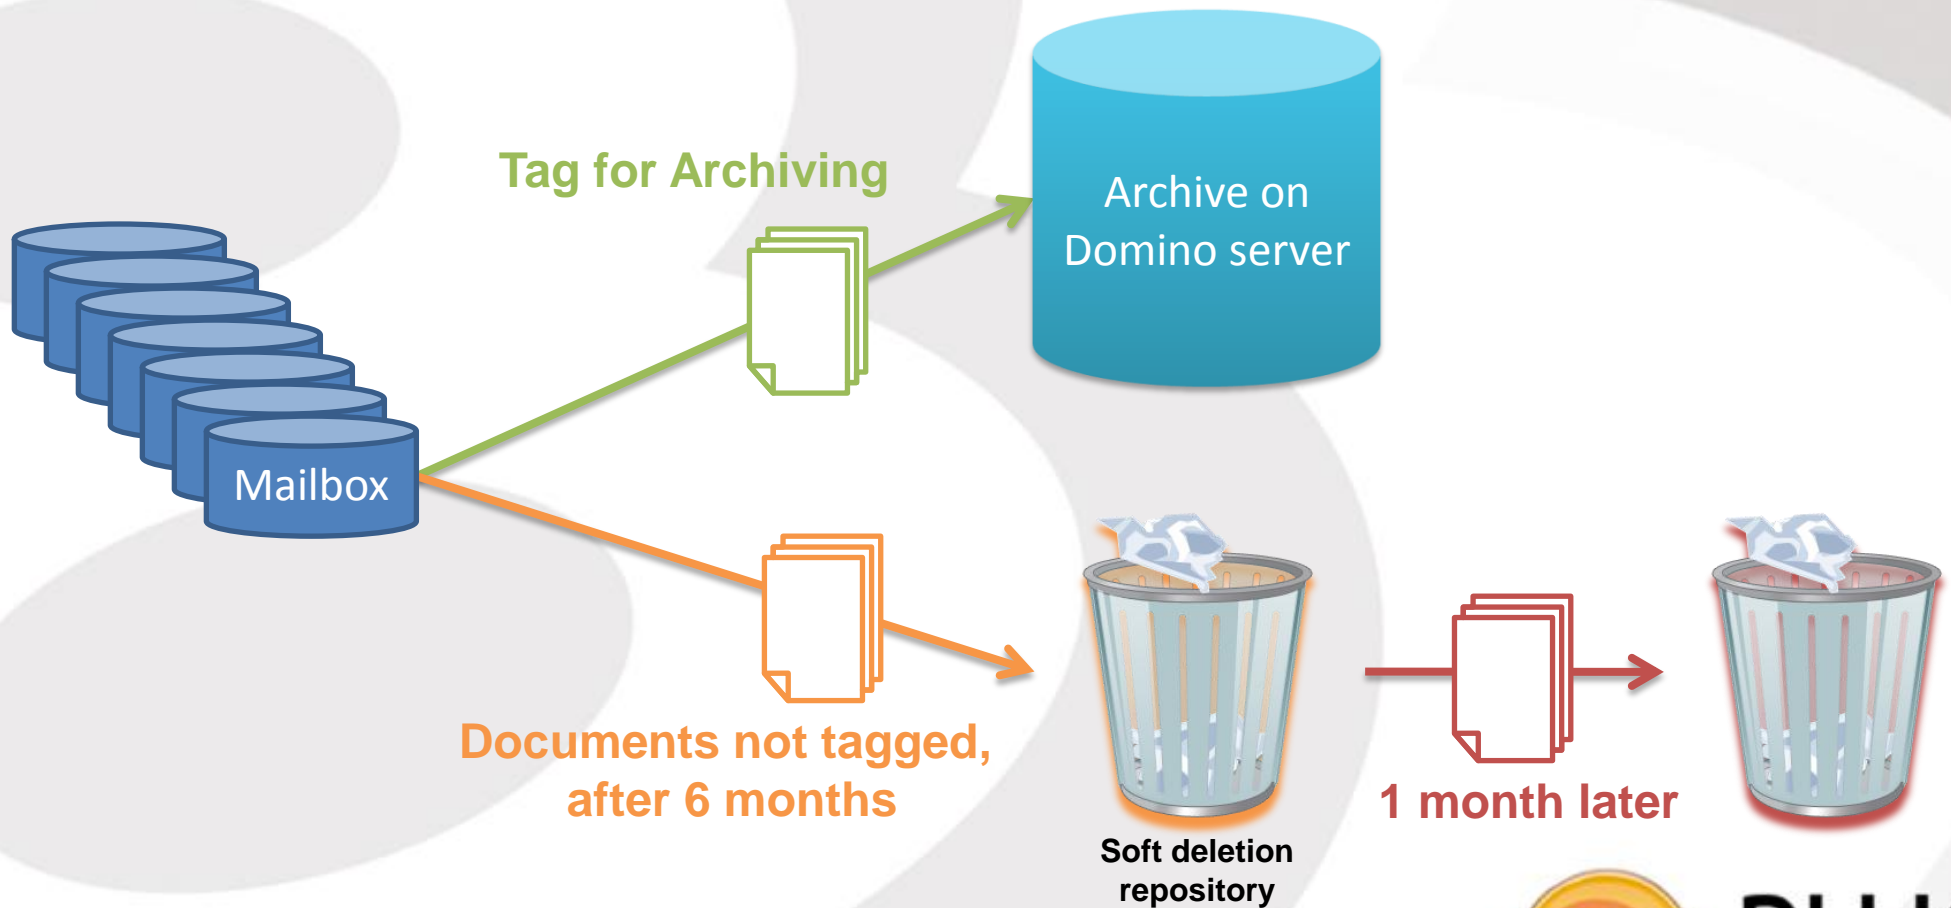 Tag for Archiving
Archive on
Domino server
Mailbox
Documents not tagged,
after 6 months
1 month later
Soft deletion
repository